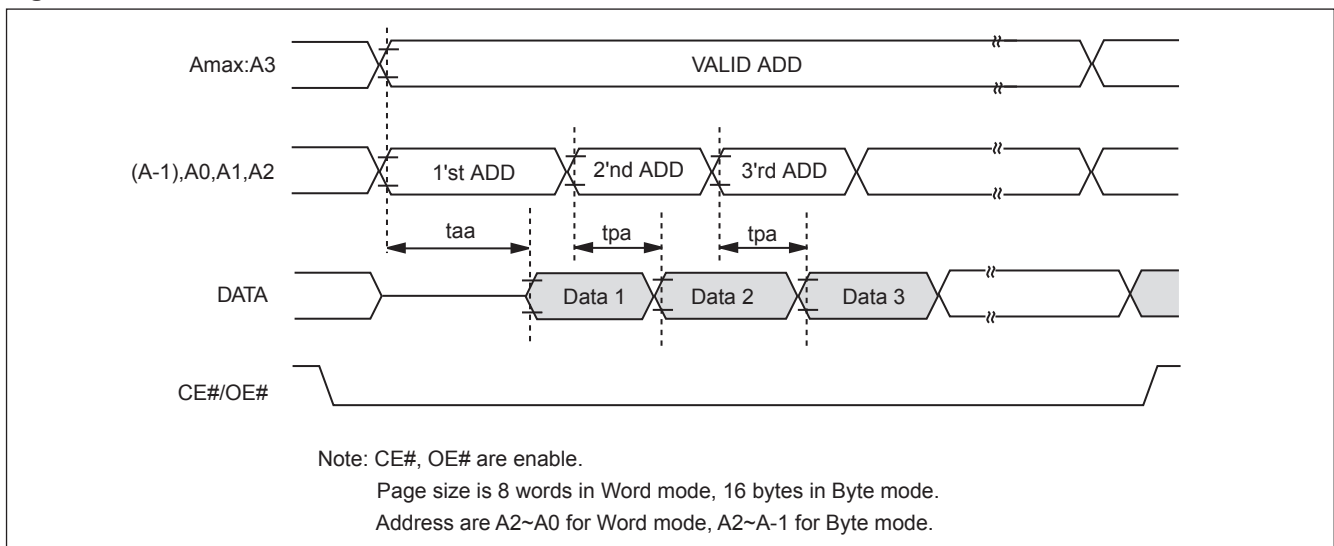 Amax:A3
VALID ADD
(A-1),A0,A1,A2
1'st ADD
2'nd ADD
3'rd ADD
taa
tpa
tpa
DATA
Data 1
Data 2
Data 3
CE#/OE#
Note: CE#, OE# are enable.
Page size is 8 words in Word mode, 16 bytes in Byte mode.
Address are A2~A0 for Word mode, A2~A-1 for Byte mode.